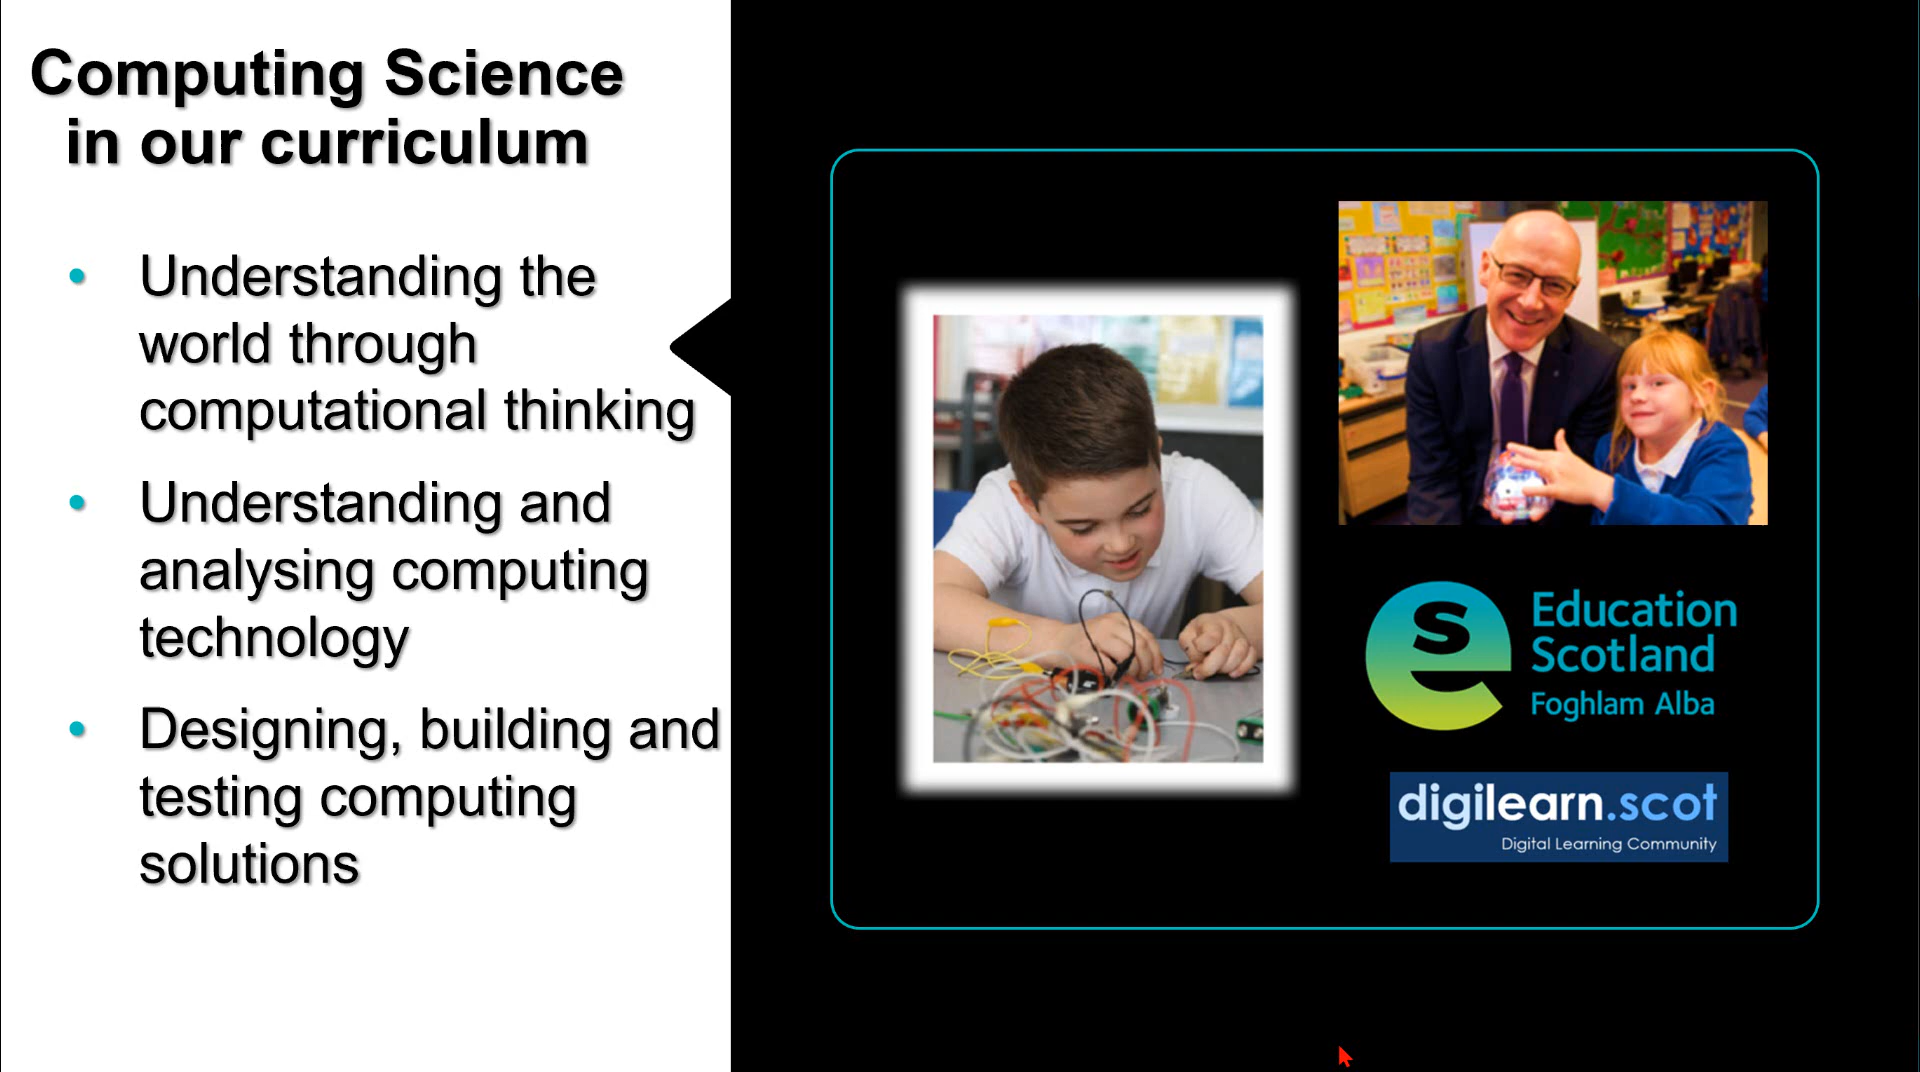 Computing Science
in our curriculum
• Understanding the
world through
computational thinking
• Understanding and
analysing computing
technology
• Designing, building and
testing computing
solutions
se
Education
Scotland
Foghlam Alba
digilearn.scot
Digital Learning Community